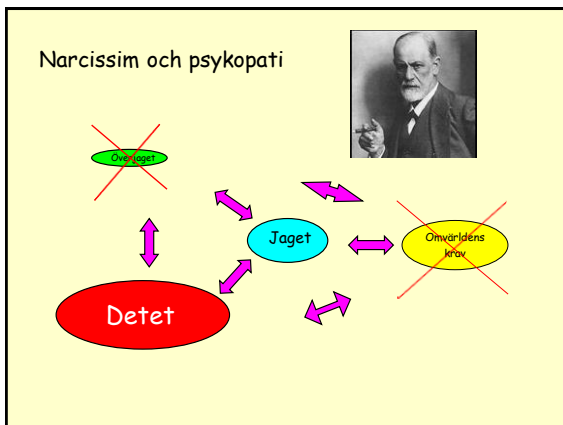 Narcissim och psykopati
Överjaget
Jaget
Omvärldens
krav
Detet